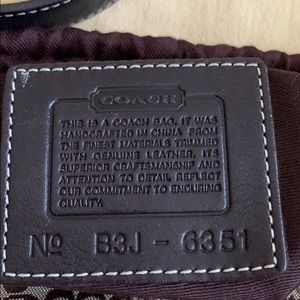 COACH
THIS IS A COACH BAG. IT WAS
HANDCRAFTED IN CHINA FROM
THE FINEST MATERIALS TRIMMED
WITH GENUINE LEATHER. ITS
SUPERIOR CRAFTSMANSHIP AND
ATTENTION TO DETAIL REFLECT
OUR COMMITMENT TO ENDURING
QUALITY.
Nº B3J - 6351